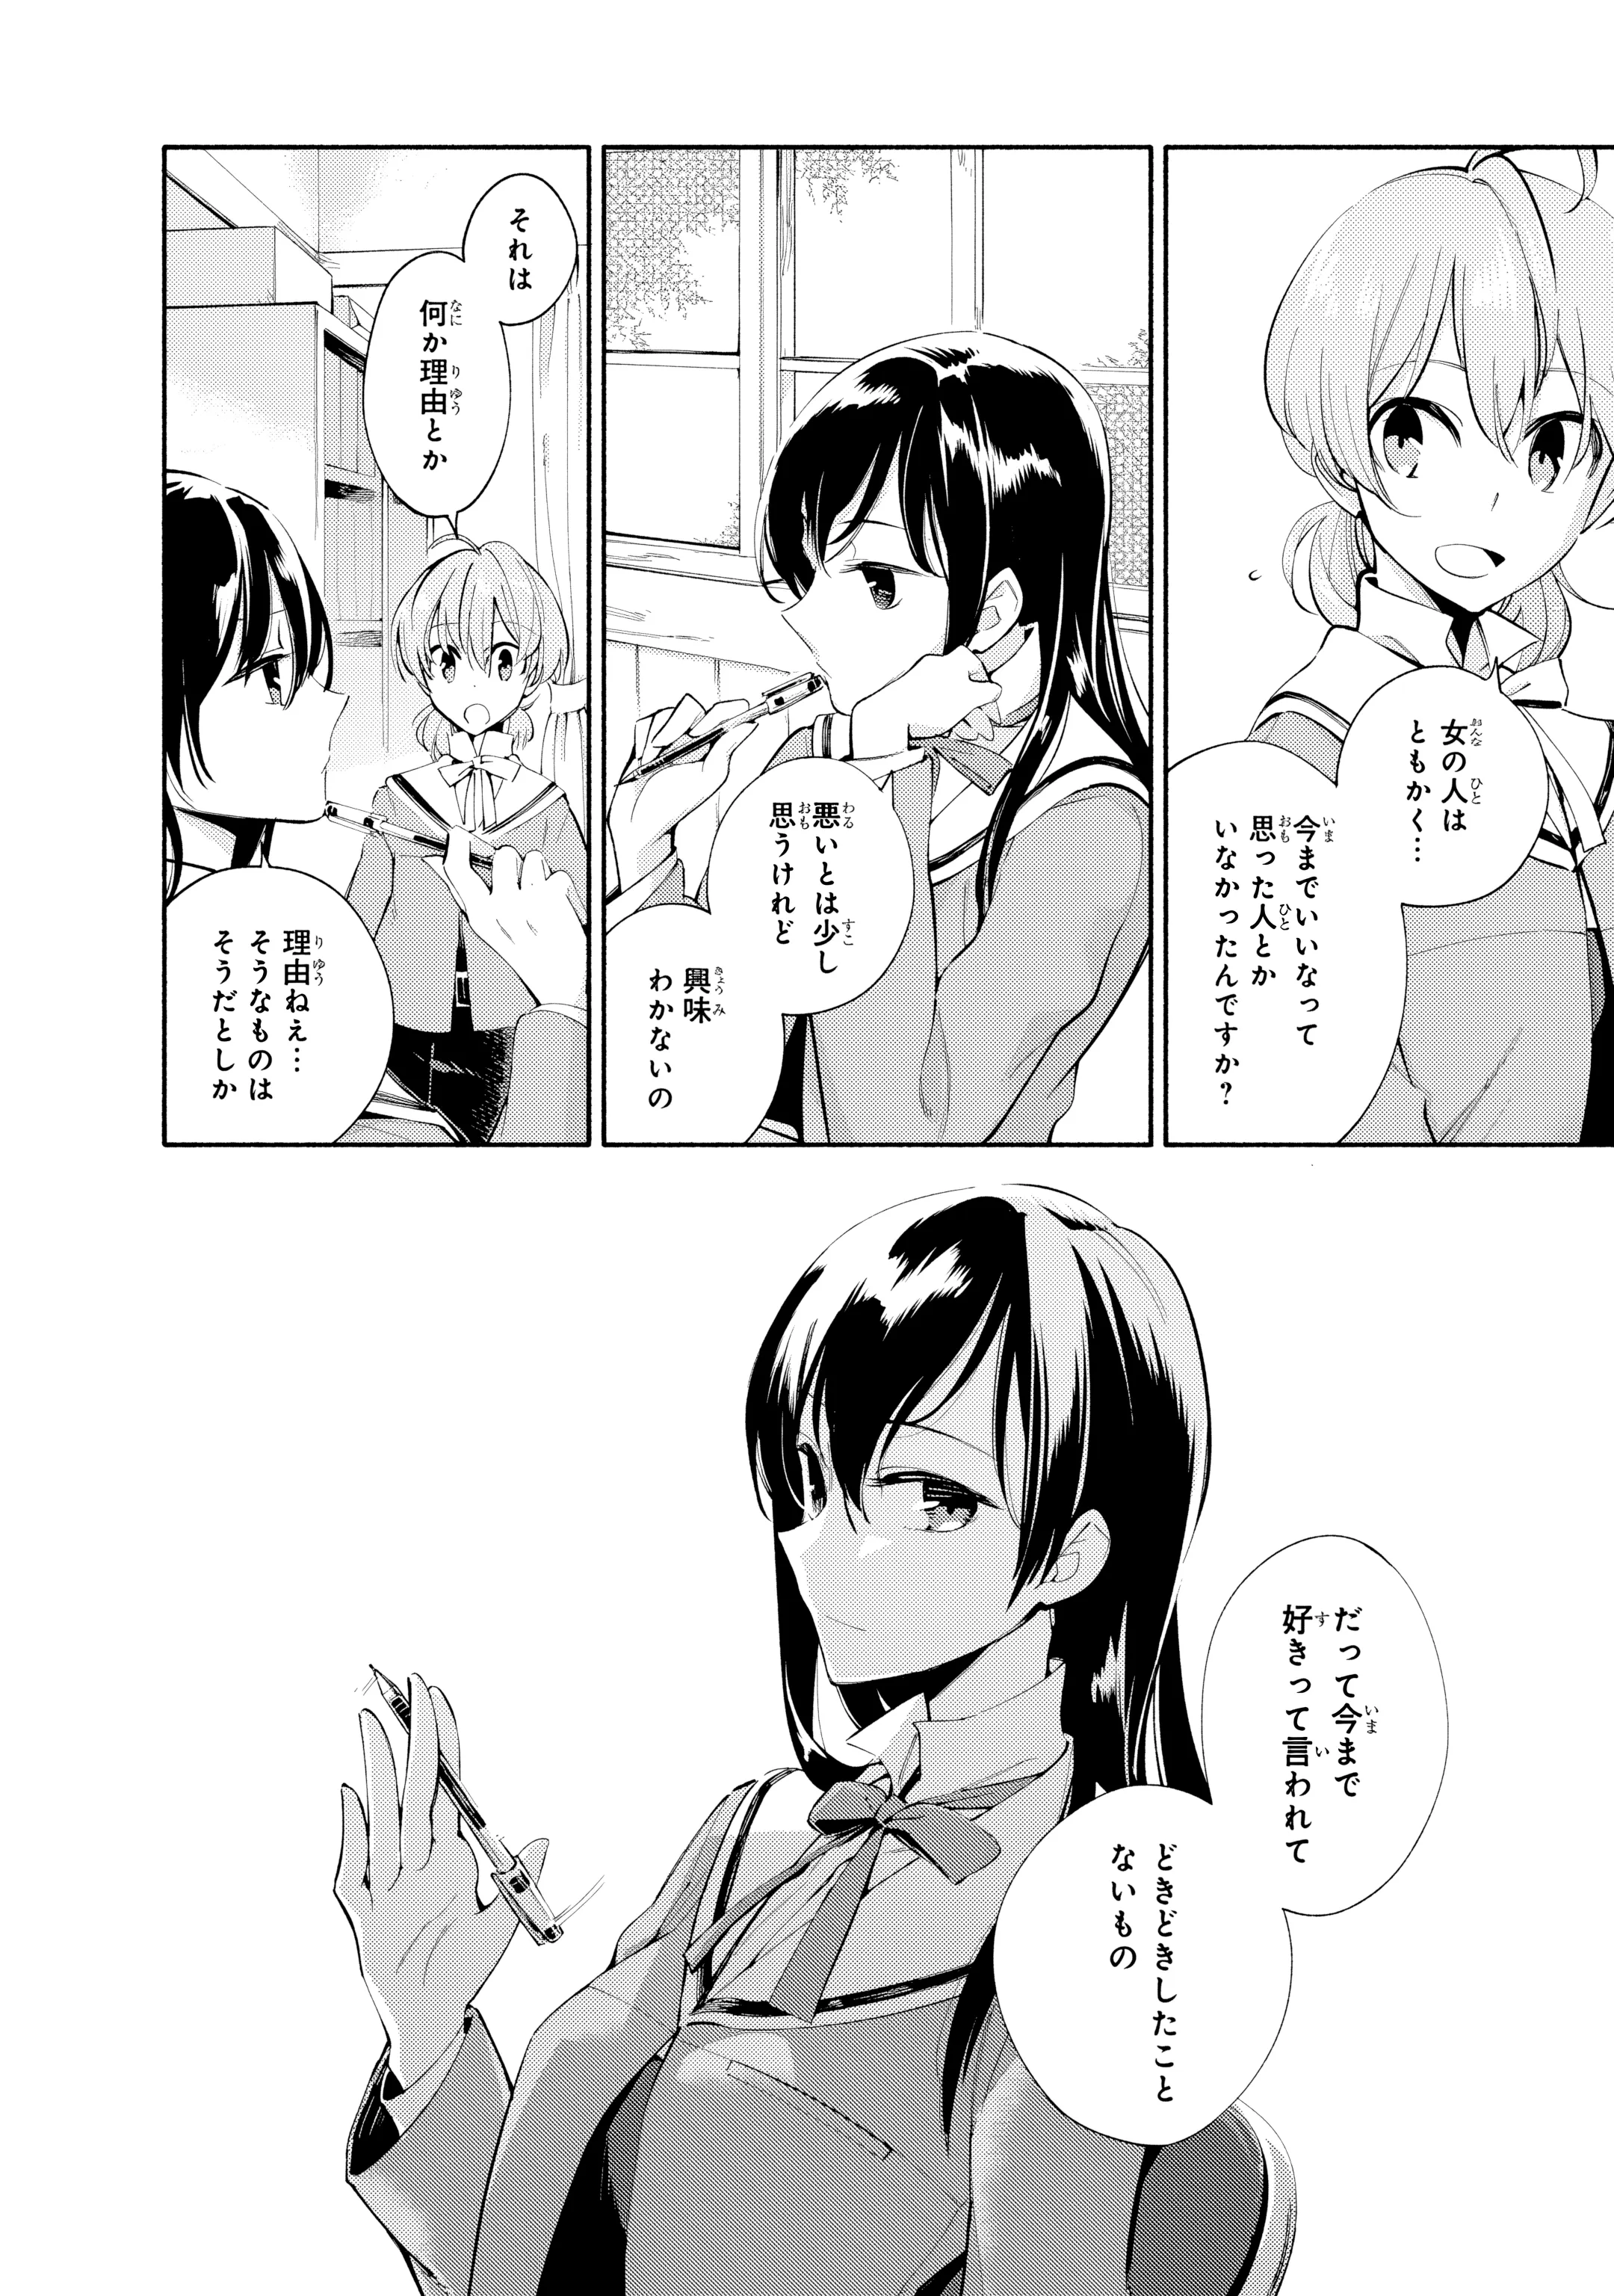 女の人は
ともかく…
今までいいなって
思った人とか
いなかったんですか?
悪いとは少し
思うけれど
興味
わかないの
それは
何か理由とか
理由ねぇ…
そうなものは
そうだとしか
だって今まで
好きって言われて
どきどきしたこと
ないもの